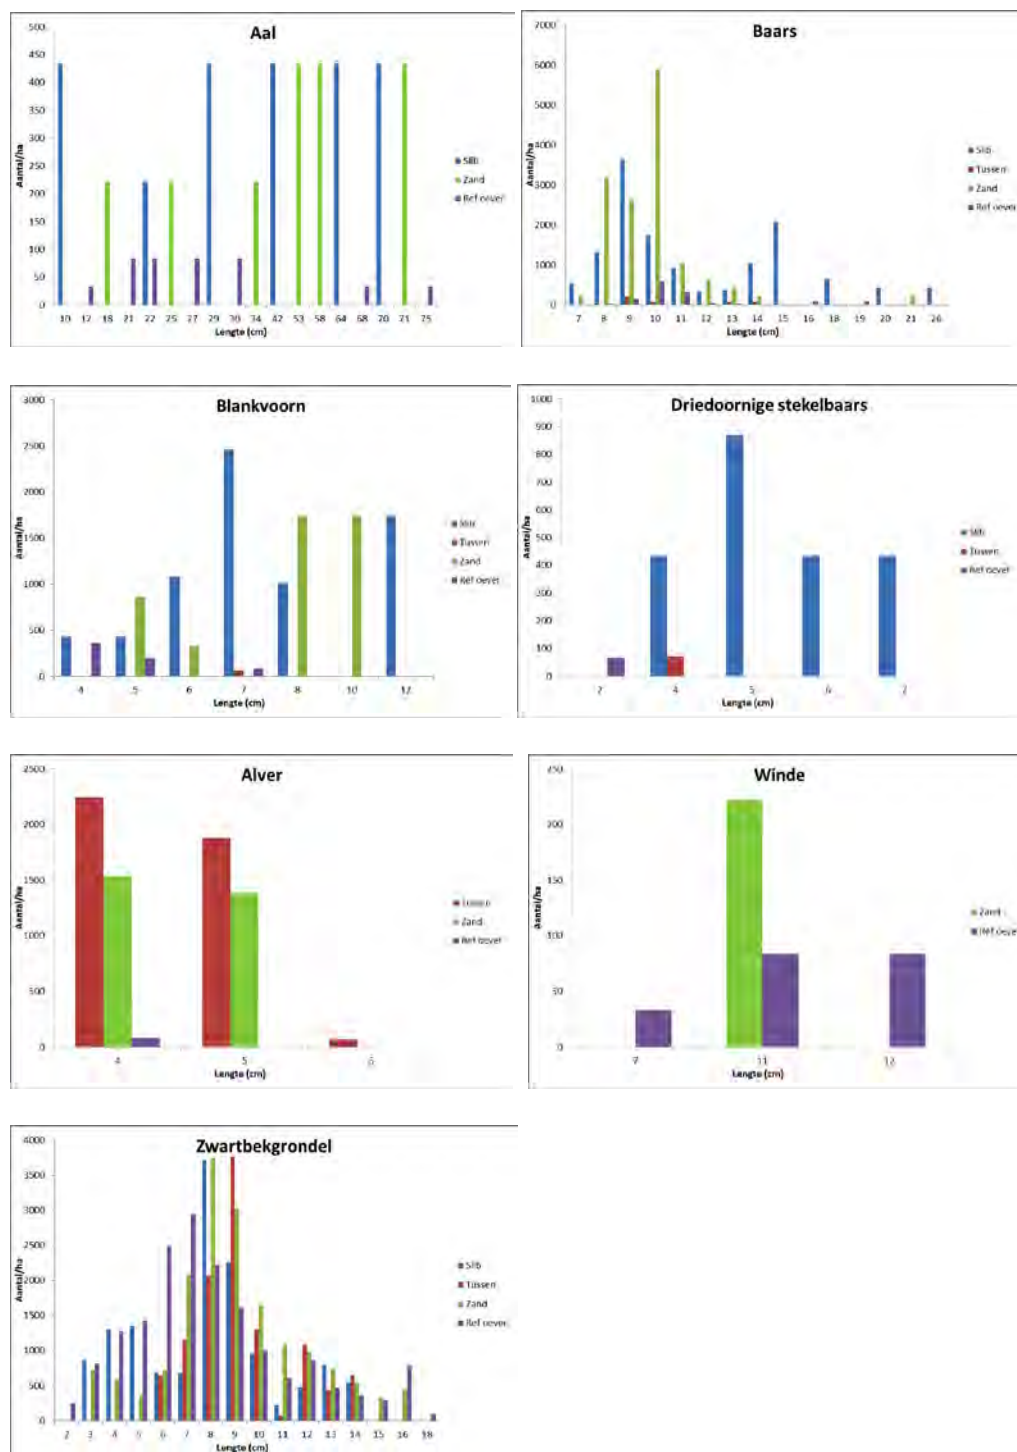 Aal
500
450
400
350
300
250
200
150
100
50
0
Aantal/ha
Slib
Zand
Ref oever
10 12 18 21 22 25 27 29 30 34 42 53 58 64 68 70 71 75
Lengte (cm)
Baars
7000
6000
5000
4000
3000
2000
1000
0
Aantal/ha
Slib
Tussen
Zand
Ref oever
7 8 9 10 11 12 13 14 15 16 18 19 20 21 26
Lengte (cm)
Blankvoorn
3000
2500
2000
1500
1000
500
0
Aantal/ha
Slib
Tussen
Zand
Ref oever
4 5 6 7 8 10 12
Lengte (cm)
Driedoornige stekelbaars
1000
900
800
700
600
500
400
300
200
100
0
Aantal/ha
Slib
Tussen
Ref oever
2 4 5 6 7
Lengte (cm)
Alver
2500
2000
1500
1000
500
0
Aantal/ha
Tussen
Zand
Ref oever
4 5 6
Lengte (cm)
Winde
250
200
150
100
50
0
Aantal/ha
Zand
Ref oever
11 12
Lengte (cm)
Zwartbekgrondel
4000
3500
3000
2500
2000
1500
1000
500
0
Aantal/ha
Slib
Tussen
Zand
Ref oever
2 3 4 5 6 7 8 9 10 11 12 13 14 15 16 18
Lengte (cm)